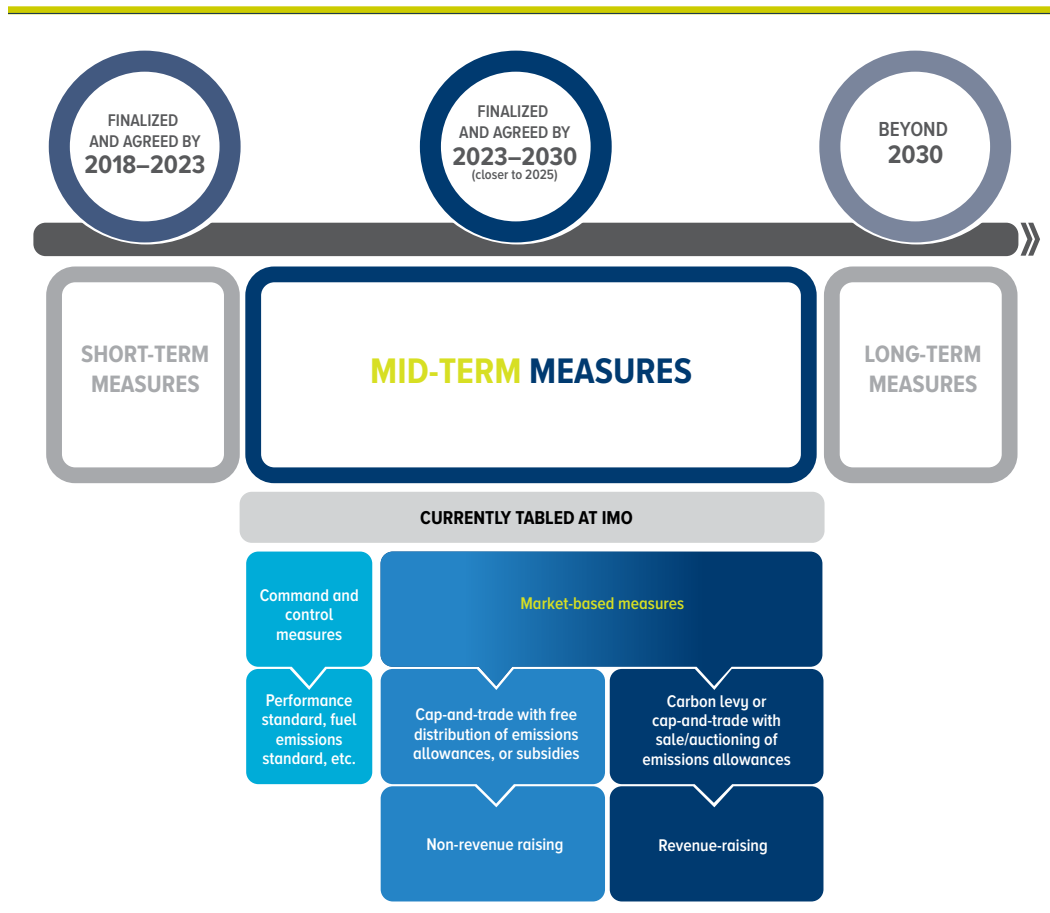 FINALIZED
AND AGREED BY
2018–2023
FINALIZED
AND AGREED BY
2023–2030
(closer to 2025)
BEYOND
2030
SHORT-TERM
MEASURES
MID-TERM MEASURES
LONG-TERM
MEASURES
CURRENTLY TABLED AT IMO
Command and
control
measures
Market-based measures
Performance
standard, fuel
emissions
standard, etc.
Cap-and-trade with free
distribution of emissions
allowances, or subsidies
Carbon levy or
cap-and-trade with
sale/auctioning of
emissions allowances
Non-revenue raising
Revenue-raising